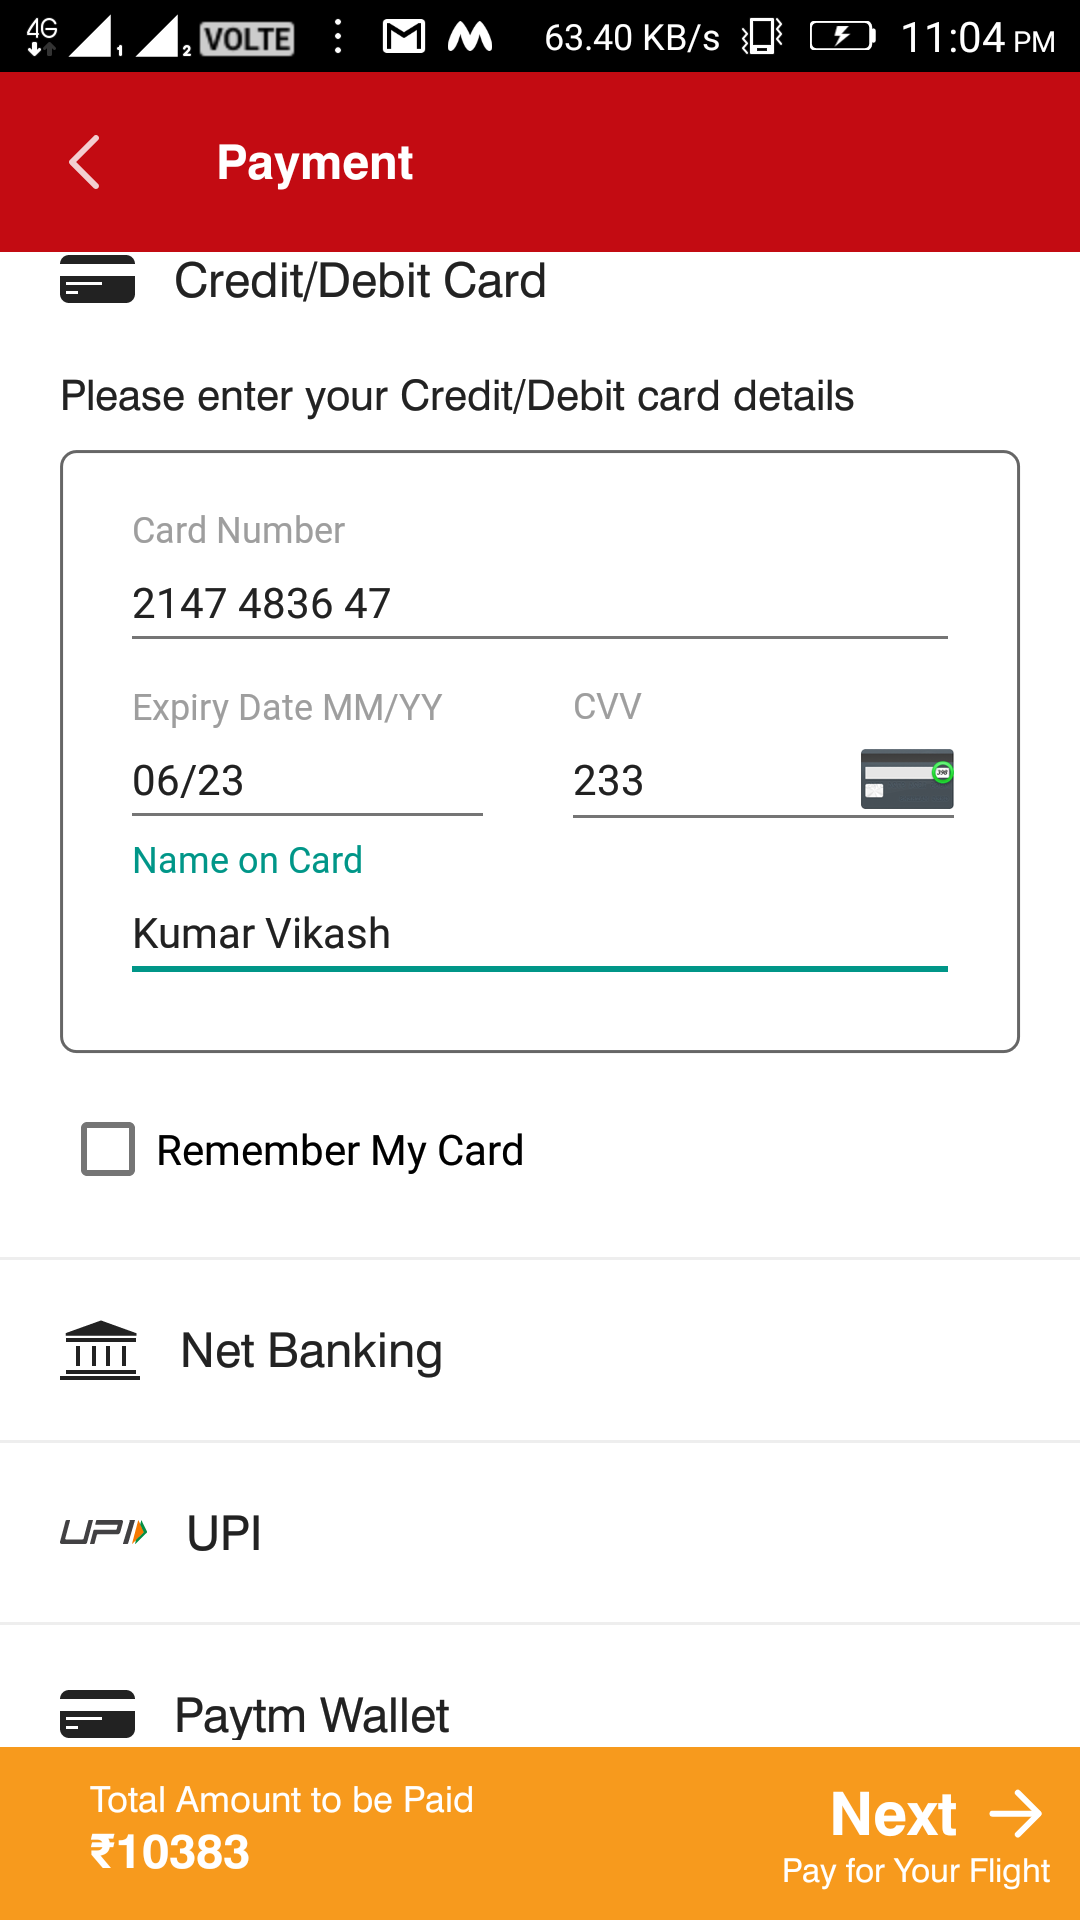 4G 1 2 VOLTE 63.40 KB/s 11:04 PM
Payment
Credit/Debit Card
Please enter your Credit/Debit card details
Card Number
2147 4836 47
Expiry Date MM/YY CVV
06/23 233
Name on Card
Kumar Vikash
Remember My Card
Net Banking
UPI UPI
Paytm Wallet
Total Amount to be Paid
₹10383
Next
Pay for Your Flight